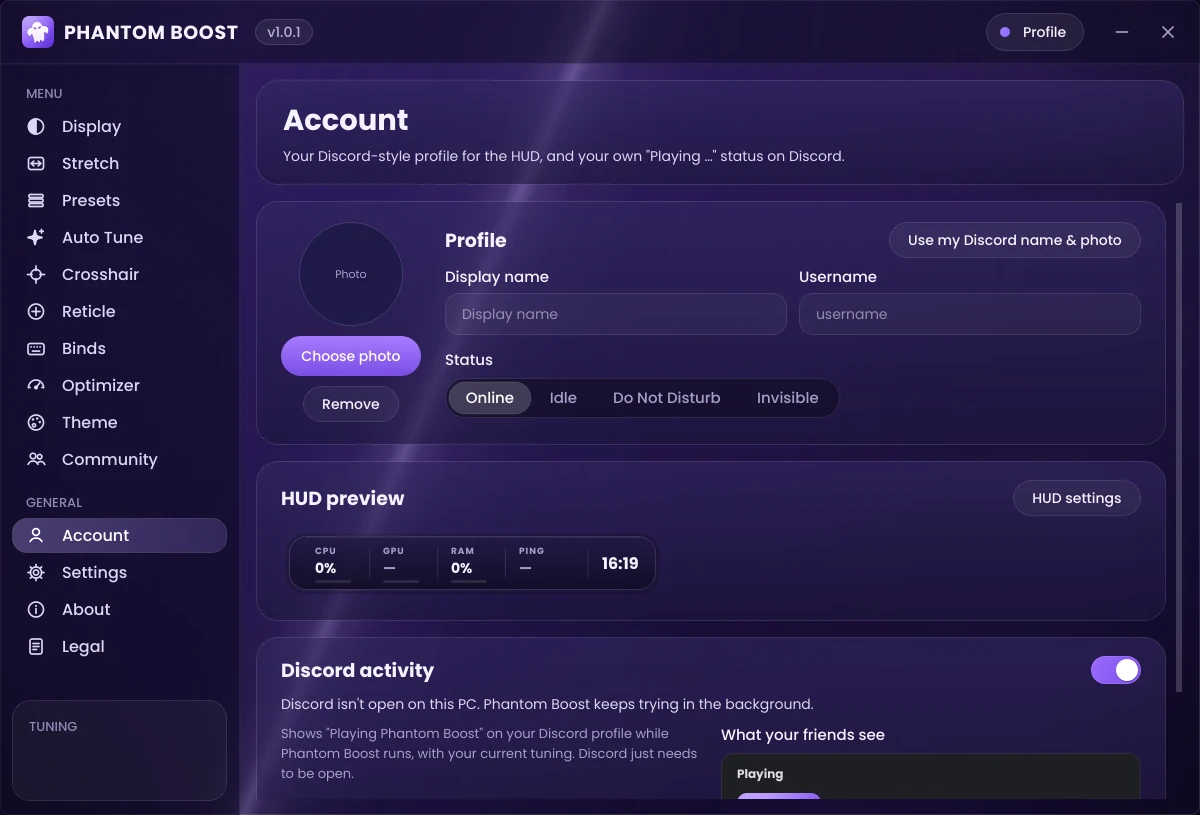 PHANTOM BOOST
v1.0.1
Profile
MENU
Display
Stretch
Presets
Auto Tune
Crosshair
Reticle
Binds
Optimizer
Theme
Community
GENERAL
Account
Settings
About
Legal
TUNING
Account
Your Discord-style profile for the HUD, and your own "Playing …" status on Discord.
Photo
Choose photo
Remove
Profile
Use my Discord name & photo
Display name
Username
Display name
username
Status
Online
Idle
Do Not Disturb
Invisible
HUD preview
HUD settings
CPU
GPU
RAM
PING
0%
—
0%
—
16:19
Discord activity
Discord isn't open on this PC. Phantom Boost keeps trying in the background.
Shows "Playing Phantom Boost" on your Discord profile while
Phantom Boost runs, with your current tuning. Discord just needs
to be open.
What your friends see
Playing